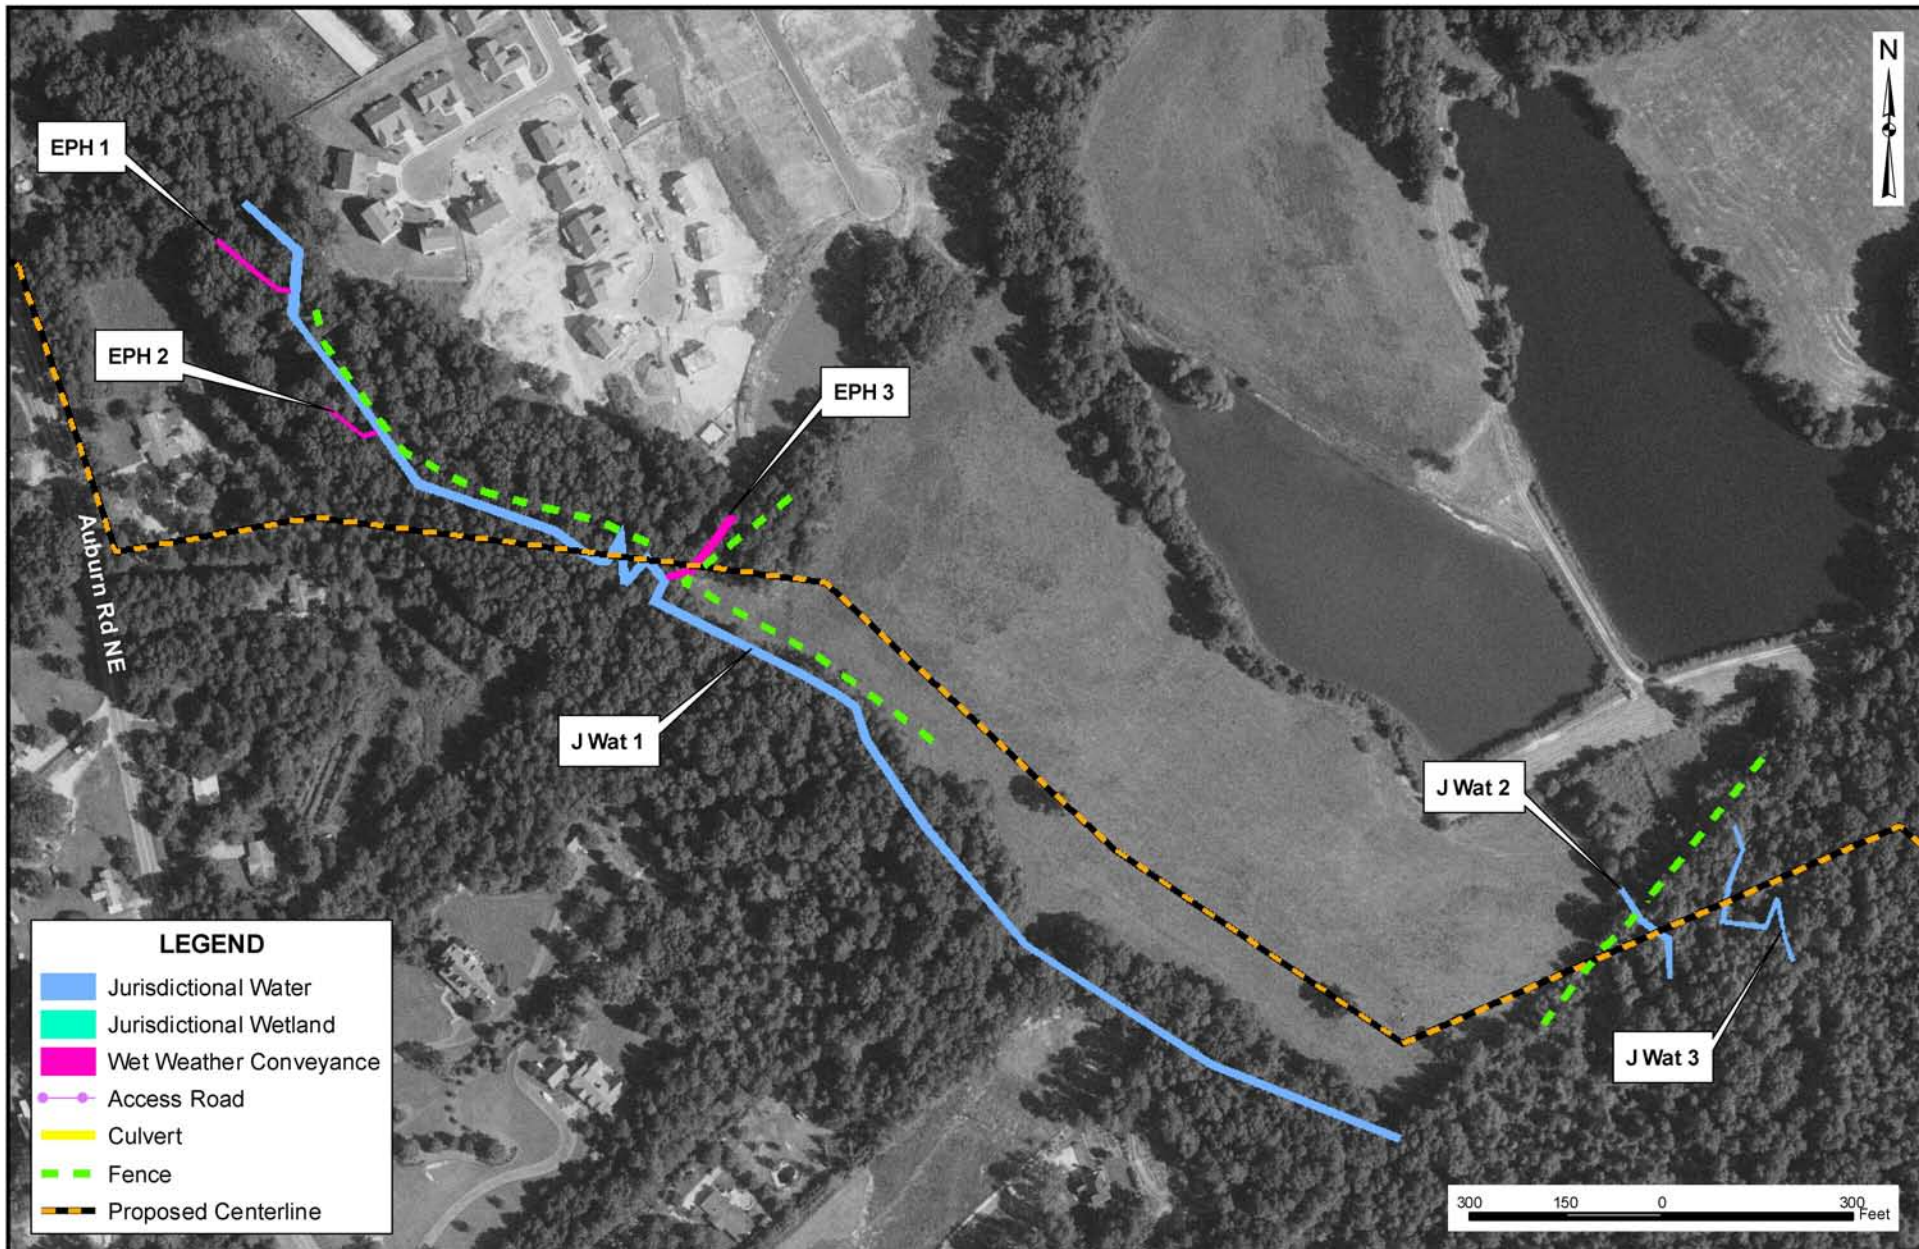 N
EPH 1
EPH 2
EPH 3
Auburn Rd NE
J Wat 1
J Wat 2
J Wat 3
LEGEND
Jurisdictional Water
Jurisdictional Wetland
Wet Weather Conveyance
Access Road
Culvert
Fence
Proposed Centerline
300 150 0 300
Feet